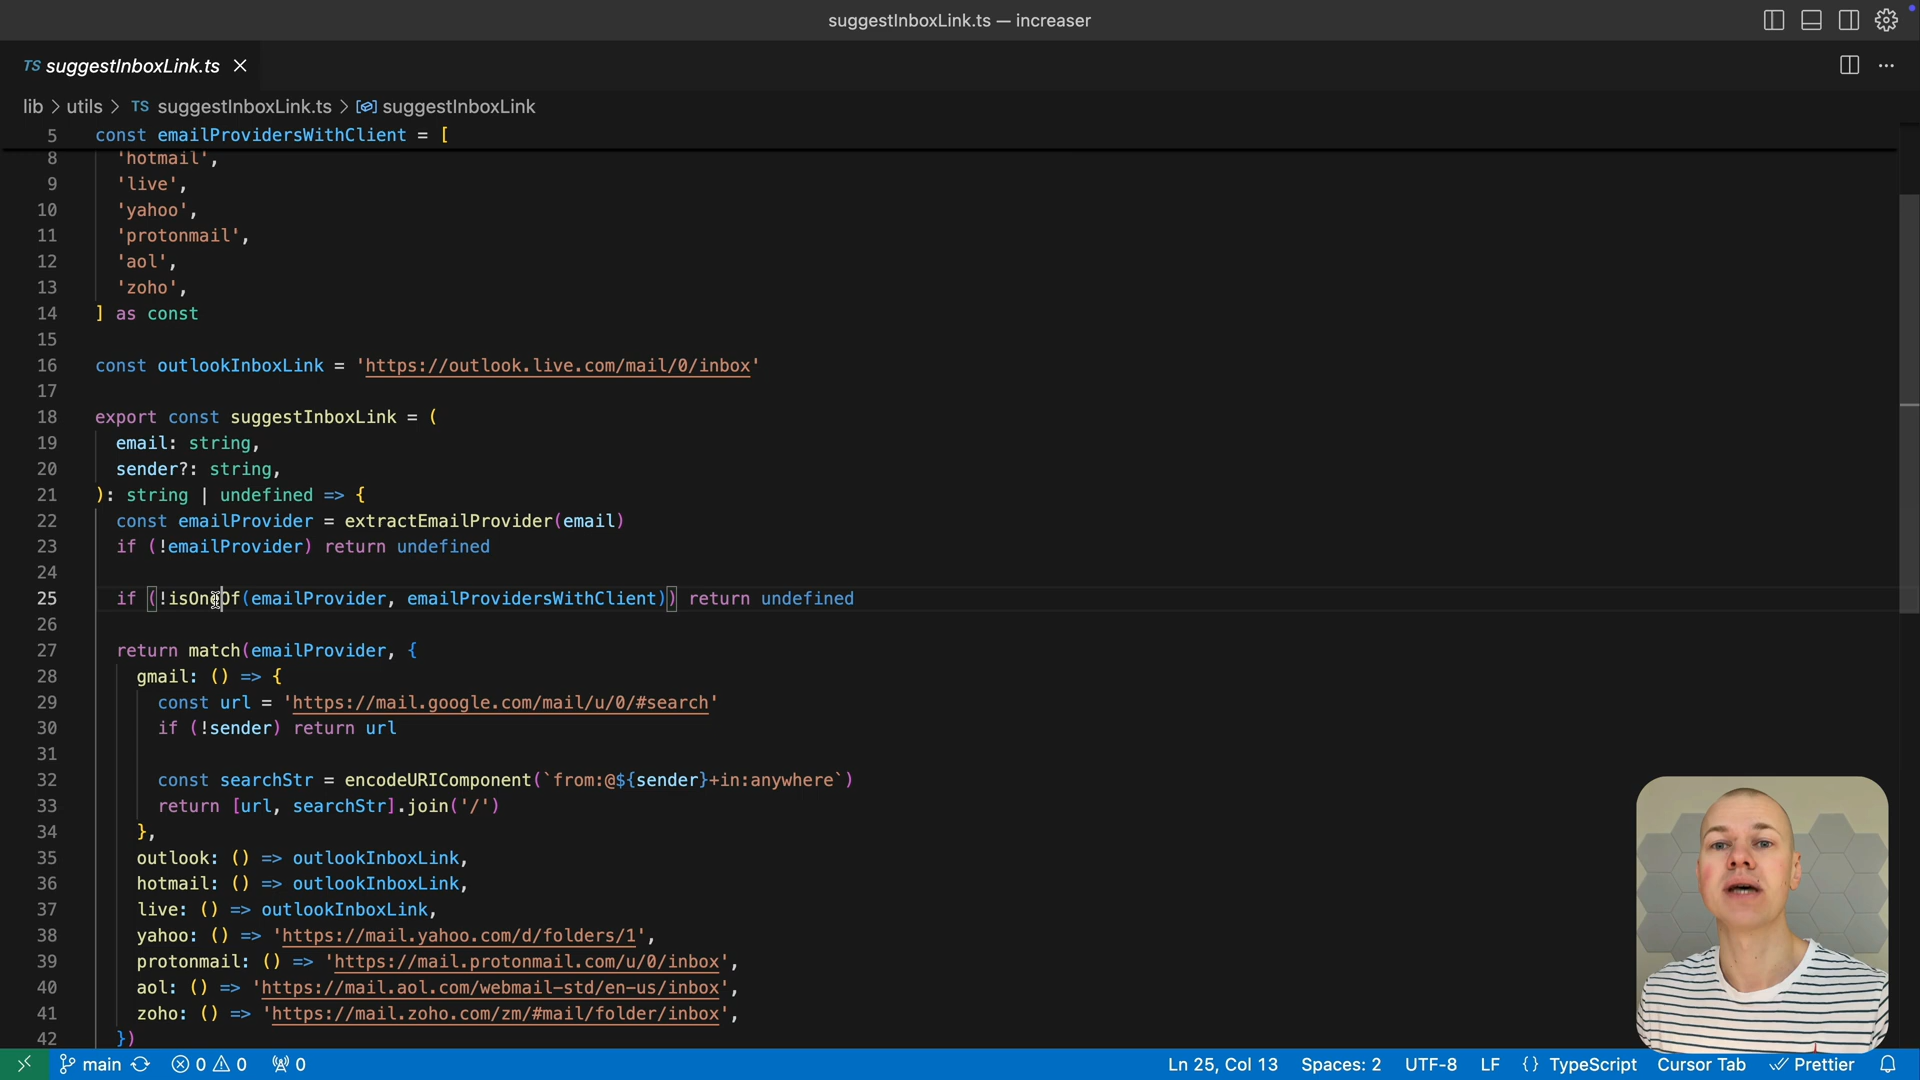 suggestInboxLink.ts — increaser
TS suggestInboxLink.ts
lib > utils > TS suggestInboxLink.ts > suggestInboxLink
5 const emailProvidersWithClient = [
8 'hotmail',
9 'live',
10 'yahoo',
11 'protonmail',
12 'aol',
13 'zoho',
14 ] as const
15
16 const outlookInboxLink = 'https://outlook.live.com/mail/0/inbox'
17
18 export const suggestInboxLink = (
19 email: string,
20 sender?: string,
21 ): string | undefined => {
22 const emailProvider = extractEmailProvider(email)
23 if (!emailProvider) return undefined
24
25 if (!isOneOf(emailProvider, emailProvidersWithClient)) return undefined
26
27 return match(emailProvider, {
28 gmail: () => {
29 const url = 'https://mail.google.com/mail/u/0/#search'
30 if (!sender) return url
31
32 const searchStr = encodeURIComponent(`from:@${sender}+in:anywhere`)
33 return [url, searchStr].join('/')
34 },
35 outlook: () => outlookInboxLink,
36 hotmail: () => outlookInboxLink,
37 live: () => outlookInboxLink,
38 yahoo: () => 'https://mail.yahoo.com/d/folders/1',
39 protonmail: () => 'https://mail.protonmail.com/u/0/inbox',
40 aol: () => 'https://mail.aol.com/webmail-std/en-us/inbox',
41 zoho: () => 'https://mail.zoho.com/zm/#mail/folder/inbox',
42 })
main 0 0 0 Ln 25, Col 13 Spaces: 2 UTF-8 LF {} TypeScript Cursor Tab Prettier